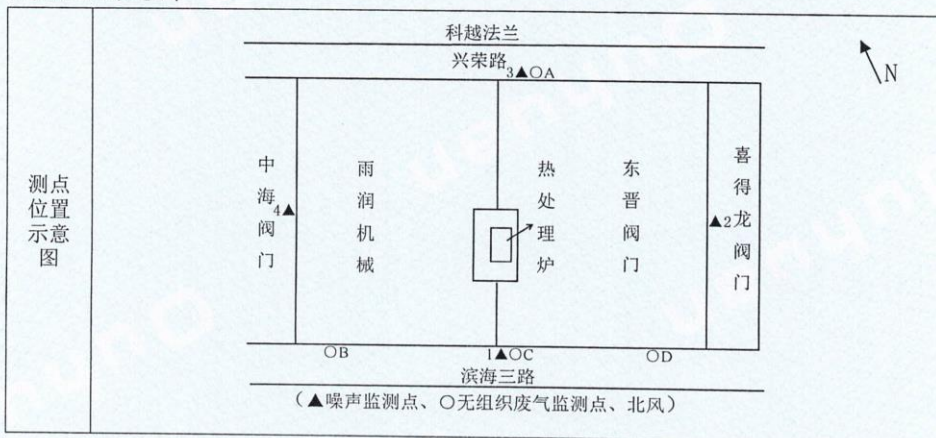 科越法兰
兴荣路
3▲○A
N
测点
位置
示意
图
中海阀门
4▲
雨润机械
热处理炉
东晋阀门
▲2
喜得龙阀门
○B
1▲○C
○D
滨海三路
(▲噪声监测点、○无组织废气监测点、北风)